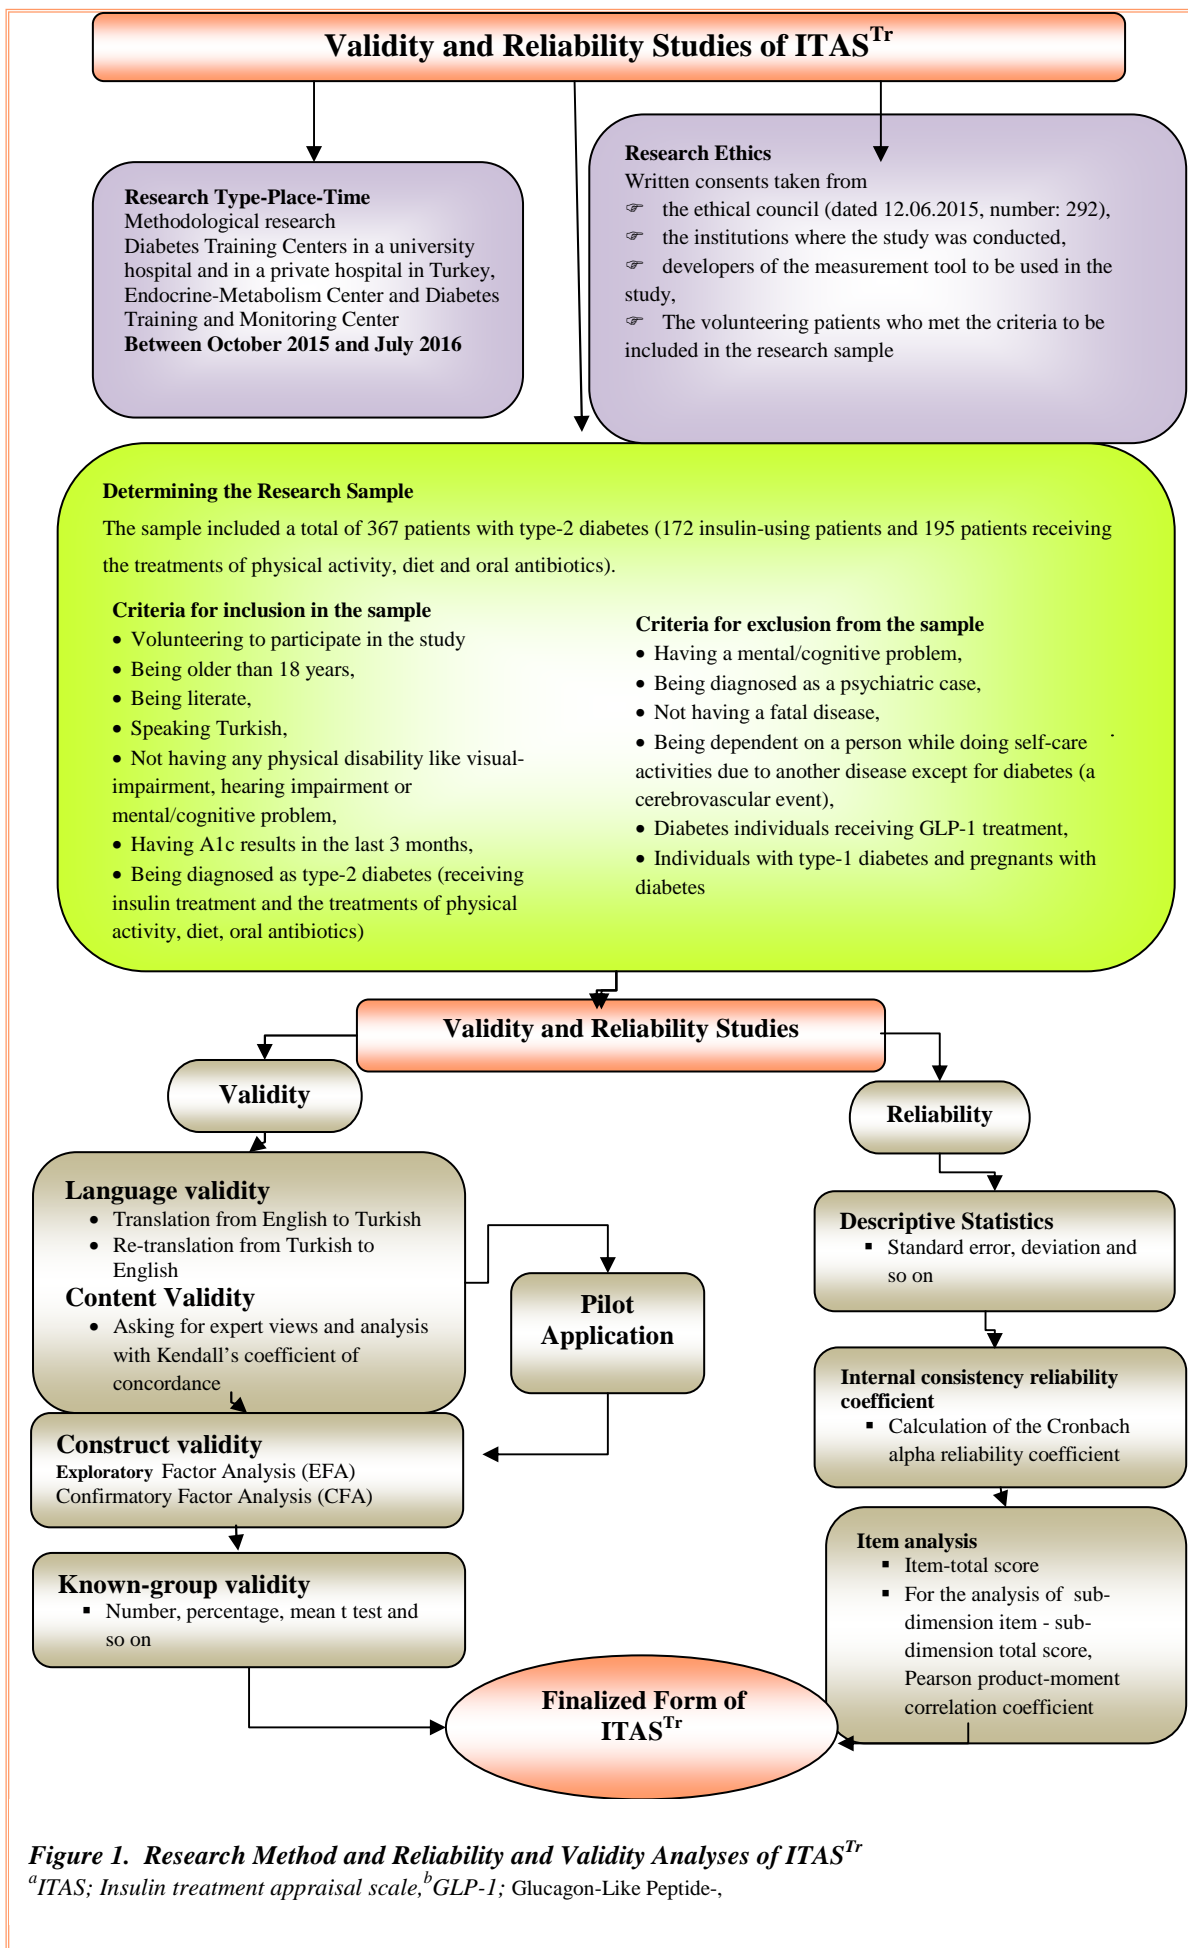 Validity and Reliability Studies of ITASTr
Research Type-Place-Time
Methodological research
Diabetes Training Centers in a university
hospital and in a private hospital in Turkey,
Endocrine-Metabolism Center and Diabetes
Training and Monitoring Center
Between October 2015 and July 2016
Research Ethics
Written consents taken from
☞ the ethical council (dated 12.06.2015, number: 292),
☞ the institutions where the study was conducted,
☞ developers of the measurement tool to be used in the
study,
☞ The volunteering patients who met the criteria to be
included in the research sample
Determining the Research Sample
The sample included a total of 367 patients with type-2 diabetes (172 insulin-using patients and 195 patients receiving
the treatments of physical activity, diet and oral antibiotics).
Criteria for inclusion in the sample
• Volunteering to participate in the study
• Being older than 18 years,
• Being literate,
• Speaking Turkish,
• Not having any physical disability like visual-
impairment, hearing impairment or
mental/cognitive problem,
• Having A1c results in the last 3 months,
• Being diagnosed as type-2 diabetes (receiving
insulin treatment and the treatments of physical
activity, diet, oral antibiotics)
Criteria for exclusion from the sample
• Having a mental/cognitive problem,
• Being diagnosed as a psychiatric case,
• Not having a fatal disease,
• Being dependent on a person while doing self-care
activities due to another disease except for diabetes (a
cerebrovascular event),
• Diabetes individuals receiving GLP-1 treatment,
• Individuals with type-1 diabetes and pregnants with
diabetes
.
Validity and Reliability Studies
Validity
Language validity
• Translation from English to Turkish
• Re-translation from Turkish to
English
Content Validity
• Asking for expert views and analysis
with Kendall’s coefficient of
concordance
Pilot
Application
Construct validity
Exploratory Factor Analysis (EFA)
Confirmatory Factor Analysis (CFA)
Known-group validity
▪ Number, percentage, mean t test and
so on
Reliability
Descriptive Statistics
▪ Standard error, deviation and
so on
Internal consistency reliability
coefficient
▪ Calculation of the Cronbach
alpha reliability coefficient
Item analysis
▪ Item-total score
▪ For the analysis of sub-
dimension item - sub-
dimension total score,
Pearson product-moment
correlation coefficient
Finalized Form of
ITASTr
Figure 1. Research Method and Reliability and Validity Analyses of ITASTr
aITAS; Insulin treatment appraisal scale,bGLP-1; Glucagon-Like Peptide-,